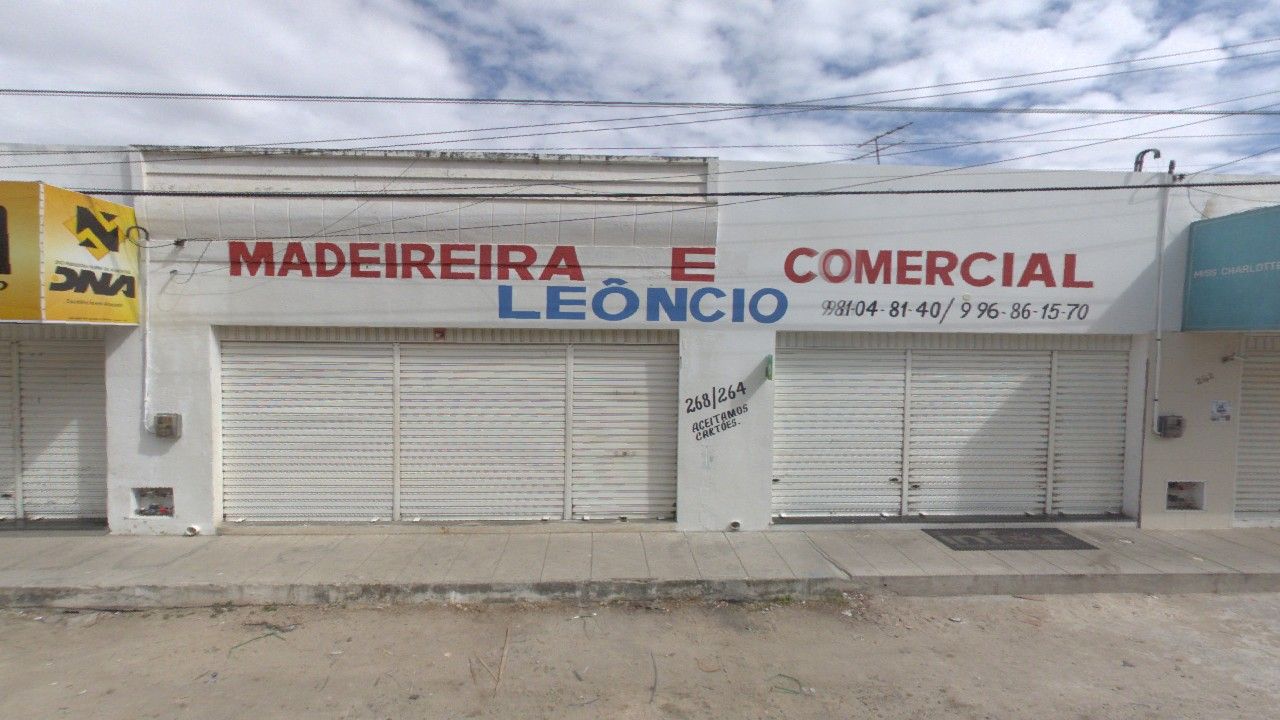 MADEIREIRA E COMERCIAL
LEÔNCIO
981-04-81-40/ 9 96-86-15-70
268/264
ACEITAMOS
CARTÕES.
DNA
MISS CHARLOTTE
262